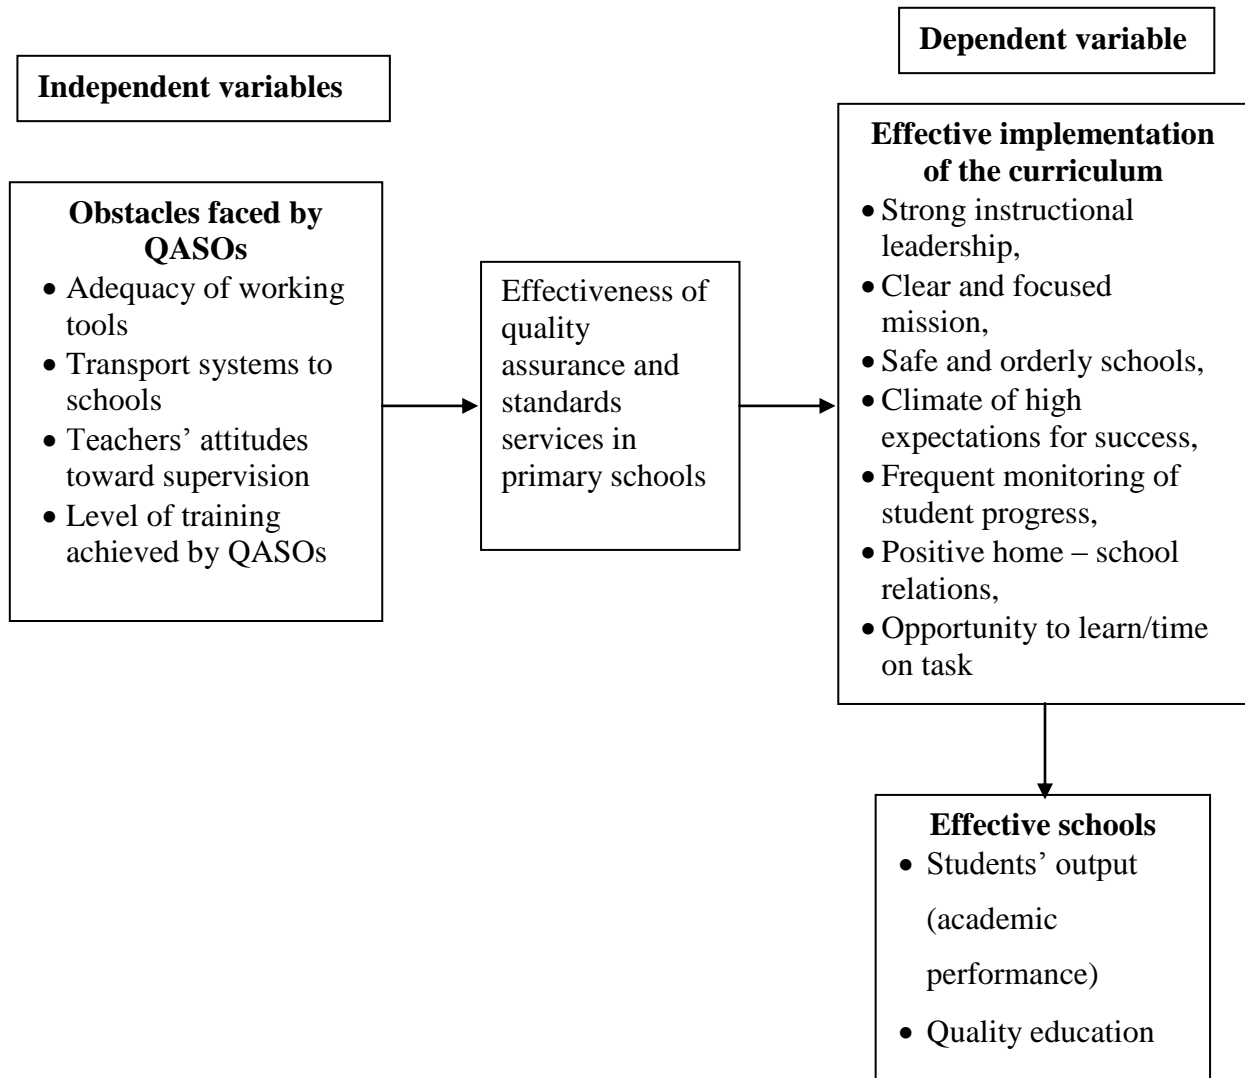 Dependent variable
Independent variables
Obstacles faced by
QASOs
• Adequacy of working
tools
• Transport systems to
schools
• Teachers’ attitudes
toward supervision
• Level of training
achieved by QASOs
Effectiveness of
quality
assurance and
standards
services in
primary schools
Effective implementation
of the curriculum
• Strong instructional
leadership,
• Clear and focused
mission,
• Safe and orderly schools,
• Climate of high
expectations for success,
• Frequent monitoring of
student progress,
• Positive home – school
relations,
• Opportunity to learn/time
on task
Effective schools
• Students’ output
(academic
performance)
• Quality education